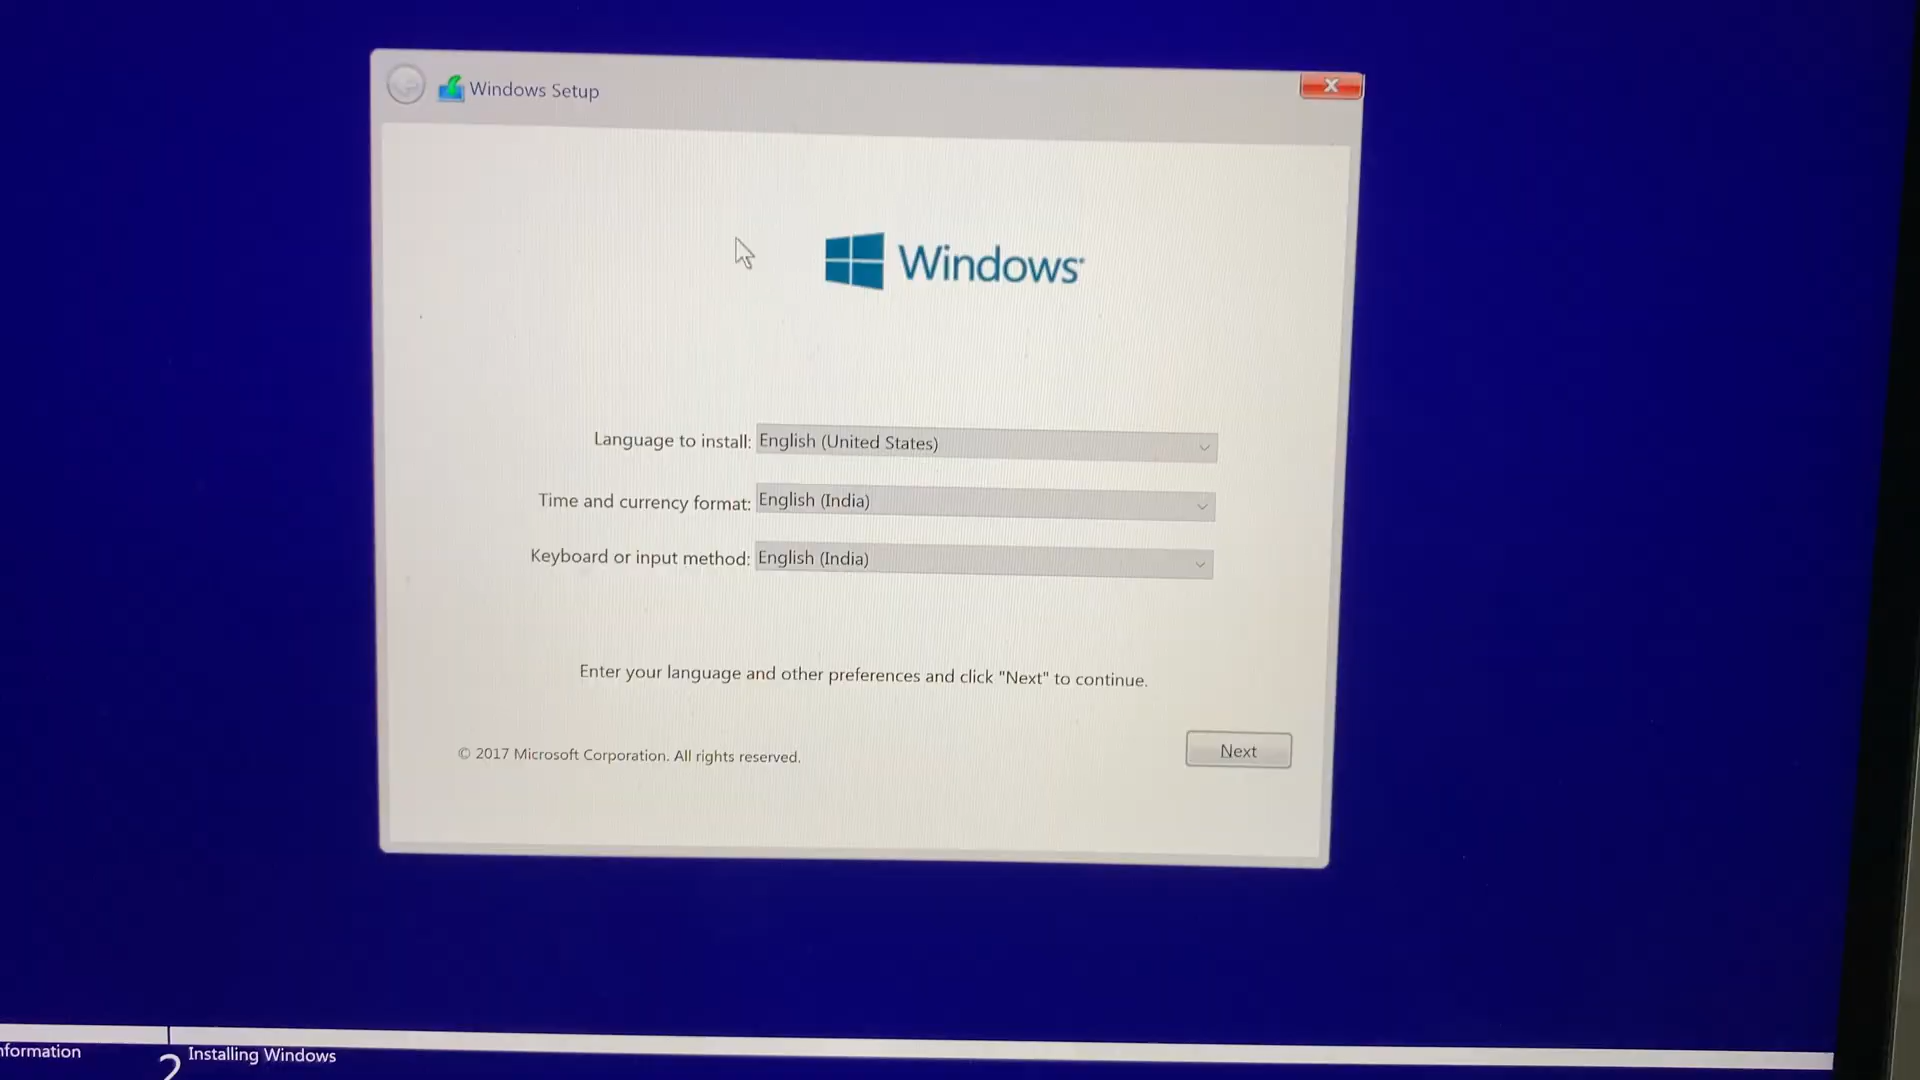 Windows Setup
Windows
Language to install: English (United States)
Time and currency format: English (India)
Keyboard or input method: English (India)
Enter your language and other preferences and click "Next" to continue.
© 2017 Microsoft Corporation. All rights reserved.
Next
nformation
2 Installing Windows